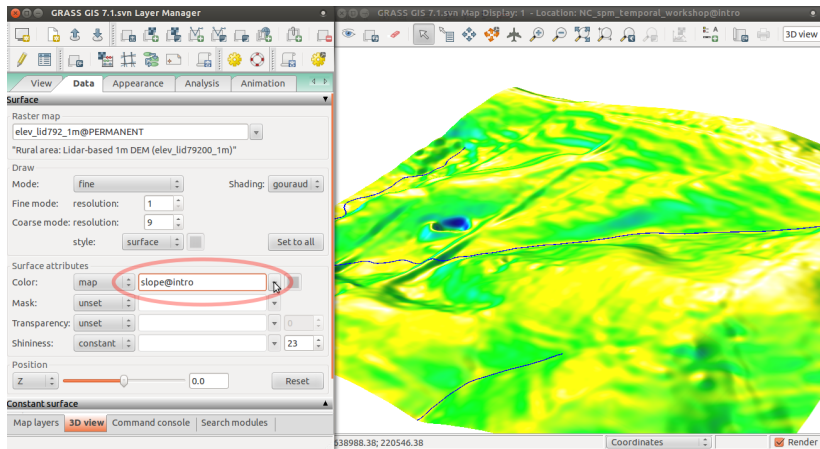 GRASS GIS 7.1.svn Layer Manager
GRASS GIS 7.1.svn Map Display: 1 - Location: NC_spm_temporal_workshop@intro
3D view
View Data Appearance Analysis Animation
Surface
Raster map
elev_lid792_1m@PERMANENT
"Rural area: Lidar-based 1m DEM (elev_lid79200_1m)"
Draw
Mode: fine Shading: gouraud
Fine mode: resolution: 1
Coarse mode: resolution: 9
style: surface Set to all
Surface attributes
Color: map slope@intro
Mask: unset
Transparency: unset 0
Shininess: constant 23
Position
Z 0.0 Reset
Constant surface
Map layers 3D view Command console Search modules
638988.38; 220546.38 Coordinates Render